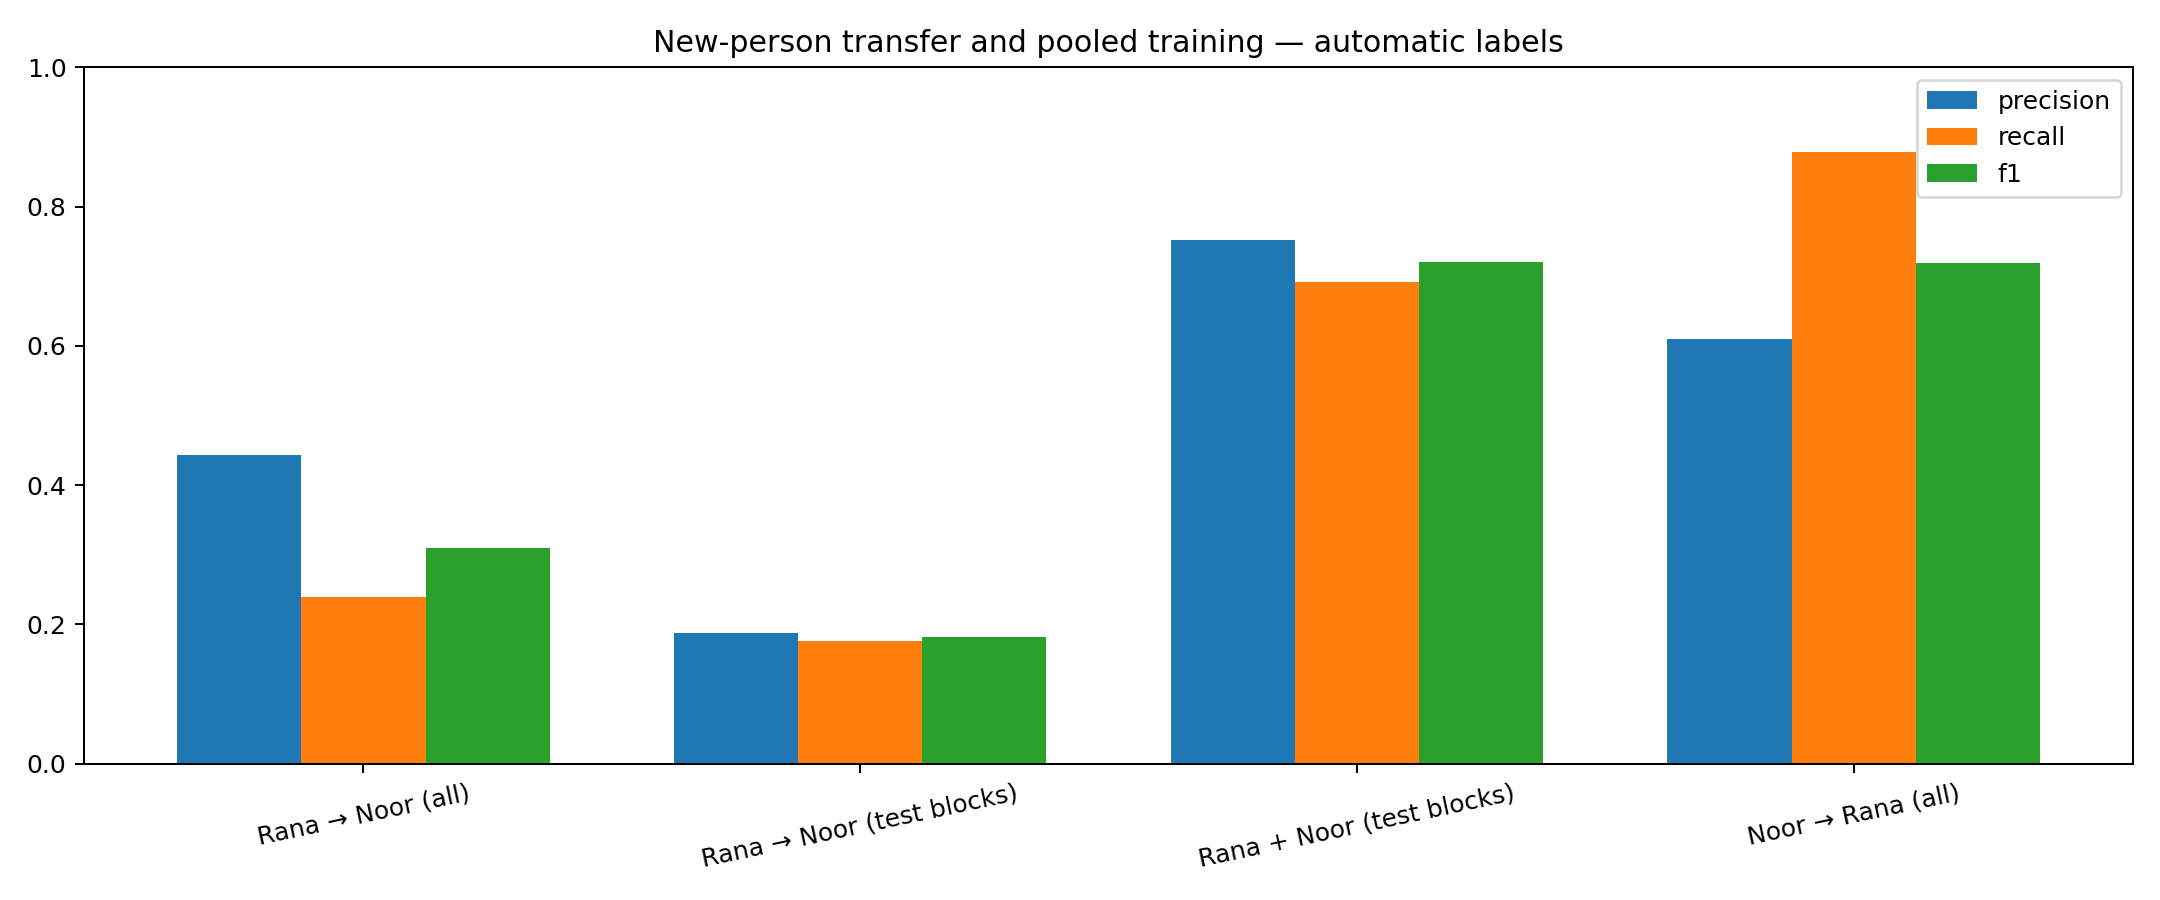 New-person transfer and pooled training — automatic labels
1.0
0.8
0.6
0.4
0.2
0.0
precision
recall
f1
Rana → Noor (all)
Rana → Noor (test blocks)
Rana + Noor (test blocks)
Noor → Rana (all)